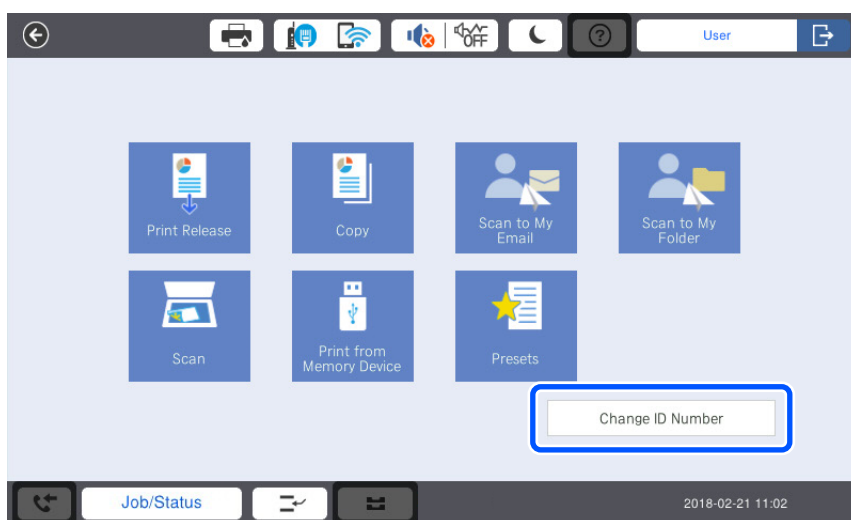 OFF
?
User
Print Release
Copy
Scan to My
Email
Scan to My
Folder
Scan
Print from
Memory Device
Presets
Change ID Number
Job/Status
2018-02-21 11:02